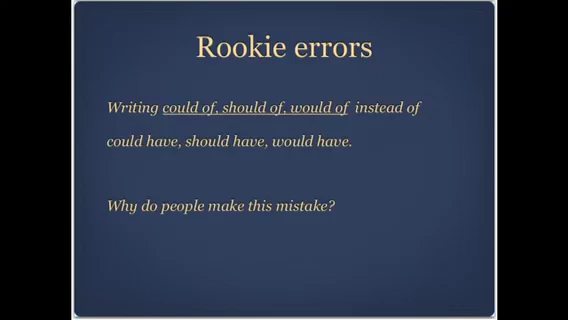 Rookie errors
Writing could of, should of, would of instead of
could have, should have, would have.
Why do people make this mistake?